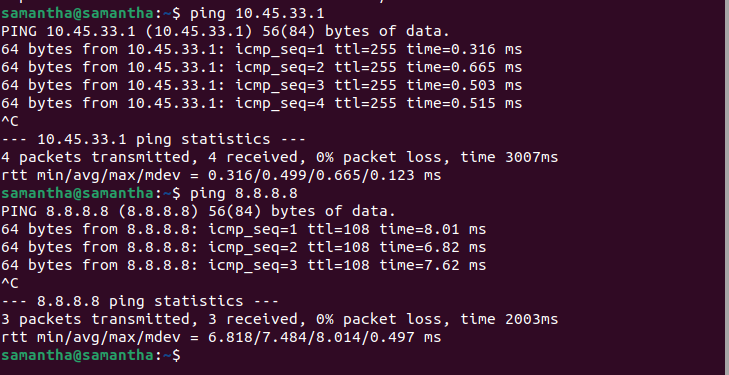 samantha@samantha:~$ ping 10.45.33.1
PING 10.45.33.1 (10.45.33.1) 56(84) bytes of data.
64 bytes from 10.45.33.1: icmp_seq=1 ttl=255 time=0.316 ms
64 bytes from 10.45.33.1: icmp_seq=2 ttl=255 time=0.665 ms
64 bytes from 10.45.33.1: icmp_seq=3 ttl=255 time=0.503 ms
64 bytes from 10.45.33.1: icmp_seq=4 ttl=255 time=0.515 ms
^C
--- 10.45.33.1 ping statistics ---
4 packets transmitted, 4 received, 0% packet loss, time 3007ms
rtt min/avg/max/mdev = 0.316/0.499/0.665/0.123 ms
samantha@samantha:~$ ping 8.8.8.8
PING 8.8.8.8 (8.8.8.8) 56(84) bytes of data.
64 bytes from 8.8.8.8: icmp_seq=1 ttl=108 time=8.01 ms
64 bytes from 8.8.8.8: icmp_seq=2 ttl=108 time=6.82 ms
64 bytes from 8.8.8.8: icmp_seq=3 ttl=108 time=7.62 ms
^C
--- 8.8.8.8 ping statistics ---
3 packets transmitted, 3 received, 0% packet loss, time 2003ms
rtt min/avg/max/mdev = 6.818/7.484/8.014/0.497 ms
samantha@samantha:~$